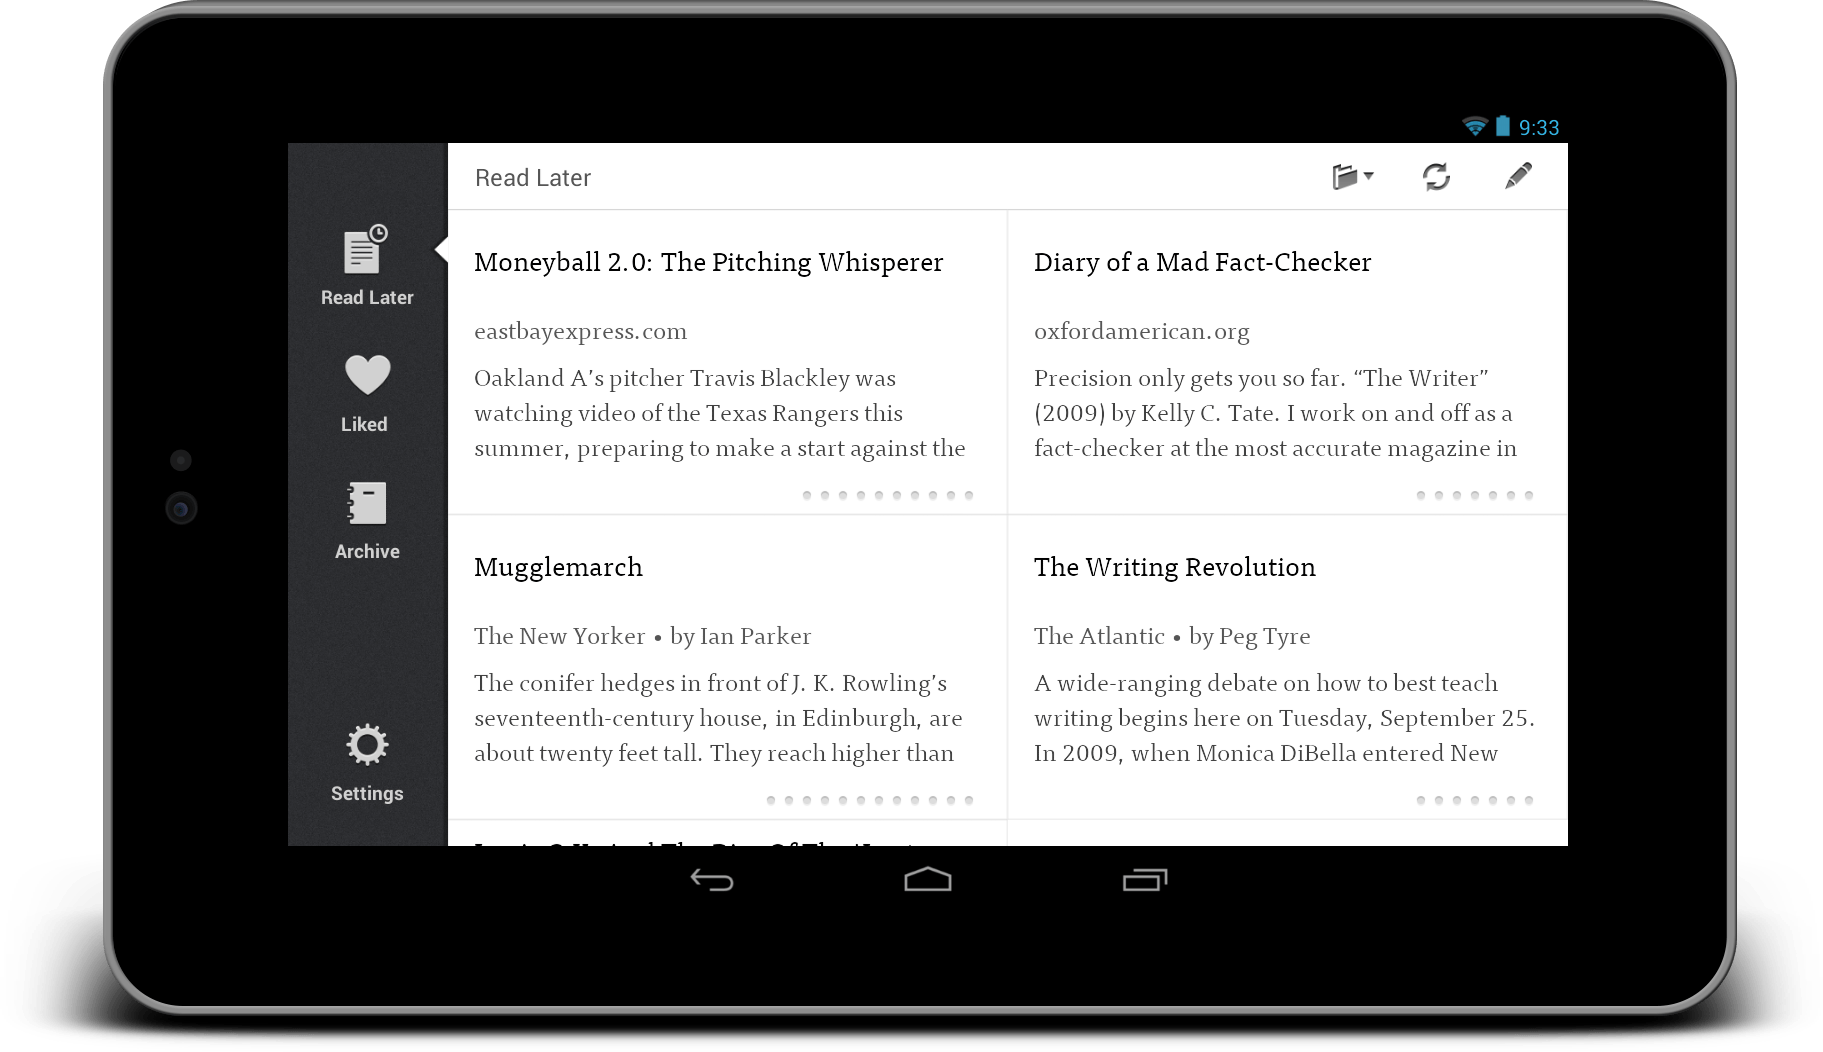 9:33
Read Later
Read Later
Liked
Archive
Settings
Moneyball 2.0: The Pitching Whisperer
eastbayexpress.com
Oakland A’s pitcher Travis Blackley was
watching video of the Texas Rangers this
summer, preparing to make a start against the
Diary of a Mad Fact-Checker
oxfordamerican.org
Precision only gets you so far. “The Writer”
(2009) by Kelly C. Tate. I work on and off as a
fact-checker at the most accurate magazine in
Mugglemarch
The New Yorker • by Ian Parker
The conifer hedges in front of J. K. Rowling’s
seventeenth-century house, in Edinburgh, are
about twenty feet tall. They reach higher than
The Writing Revolution
The Atlantic • by Peg Tyre
A wide-ranging debate on how to best teach
writing begins here on Tuesday, September 25.
In 2009, when Monica DiBella entered New